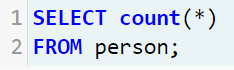 1 SELECT count(*)
2 FROM person;